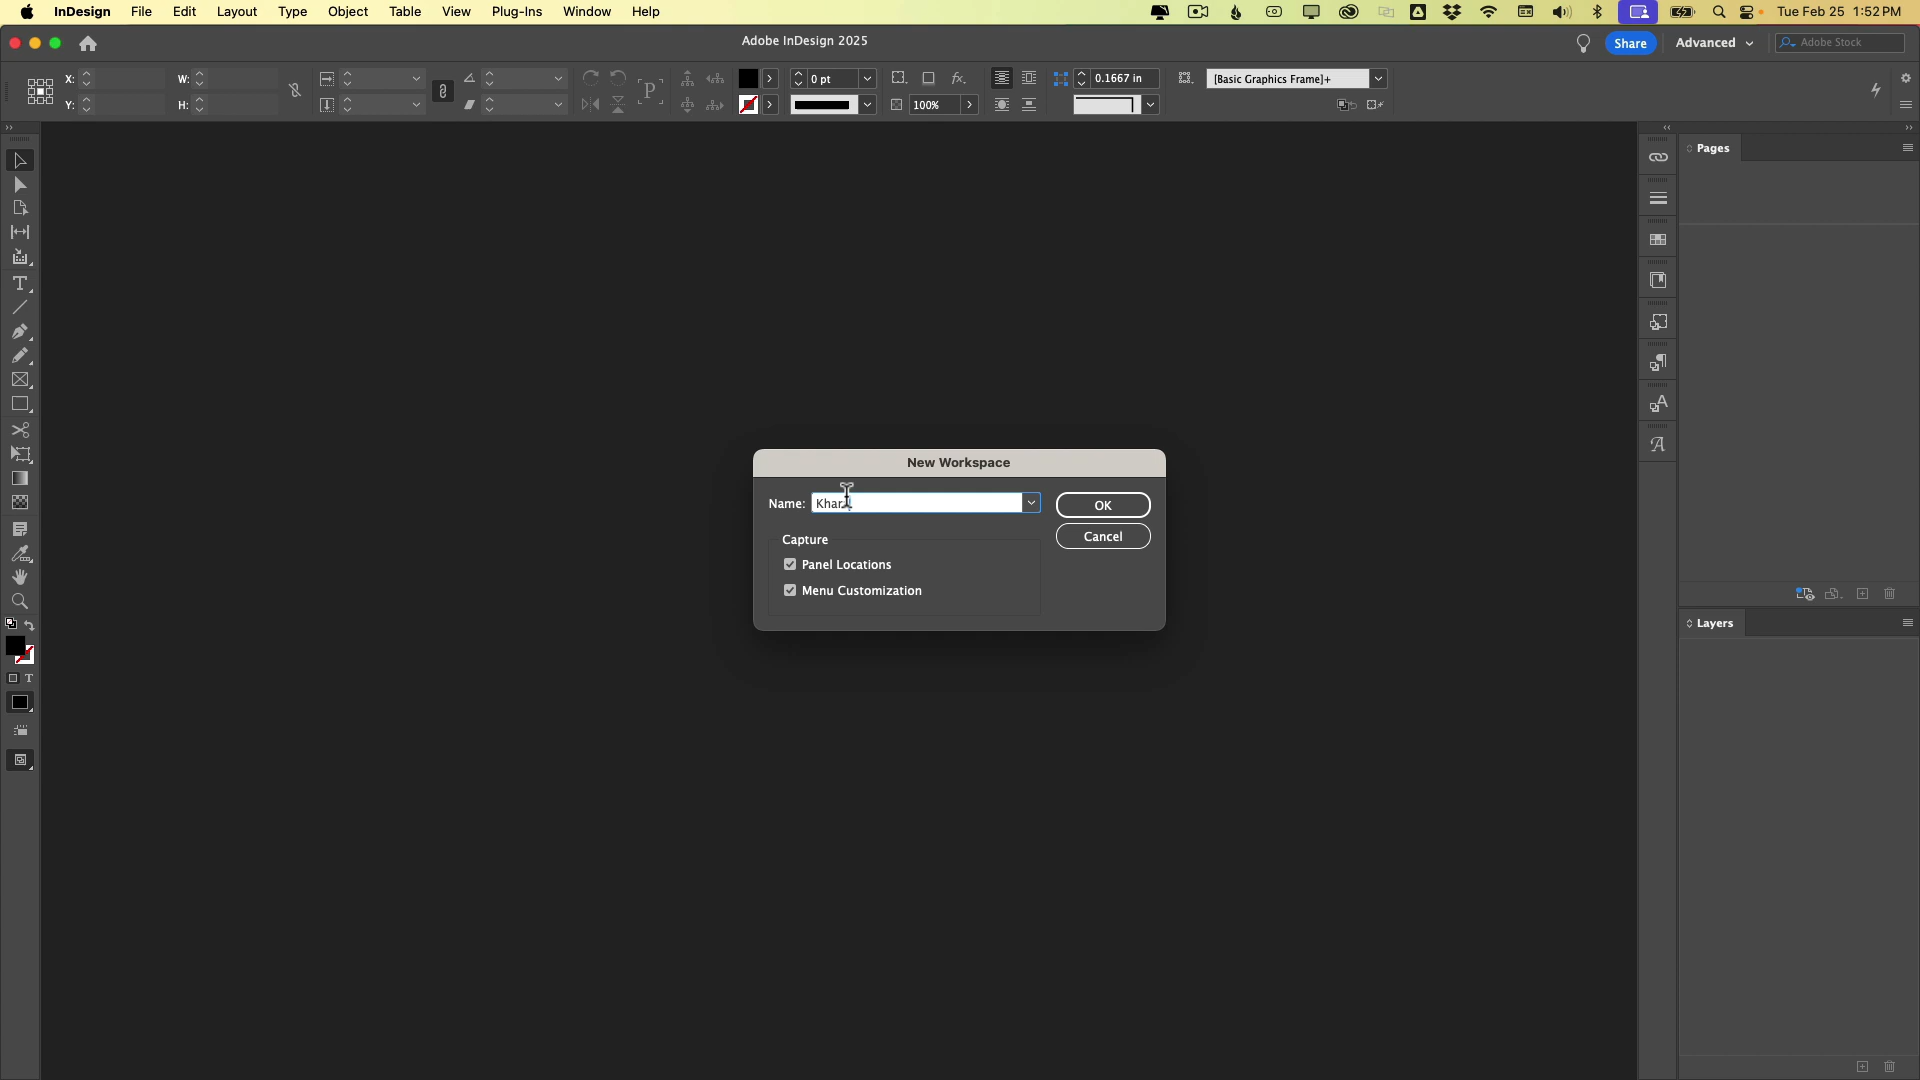 InDesign File Edit Layout Type Object Table View Plug-Ins Window Help Tue Feb 25 1:52 PM
Adobe InDesign 2025 Share Advanced Adobe Stock
X: W: 0 pt fx. 0.1667 in [Basic Graphics Frame]+
Y: H: 100%
Pages
New Workspace
Name: OK
Cancel
Capture
Panel Locations
Menu Customization
Layers